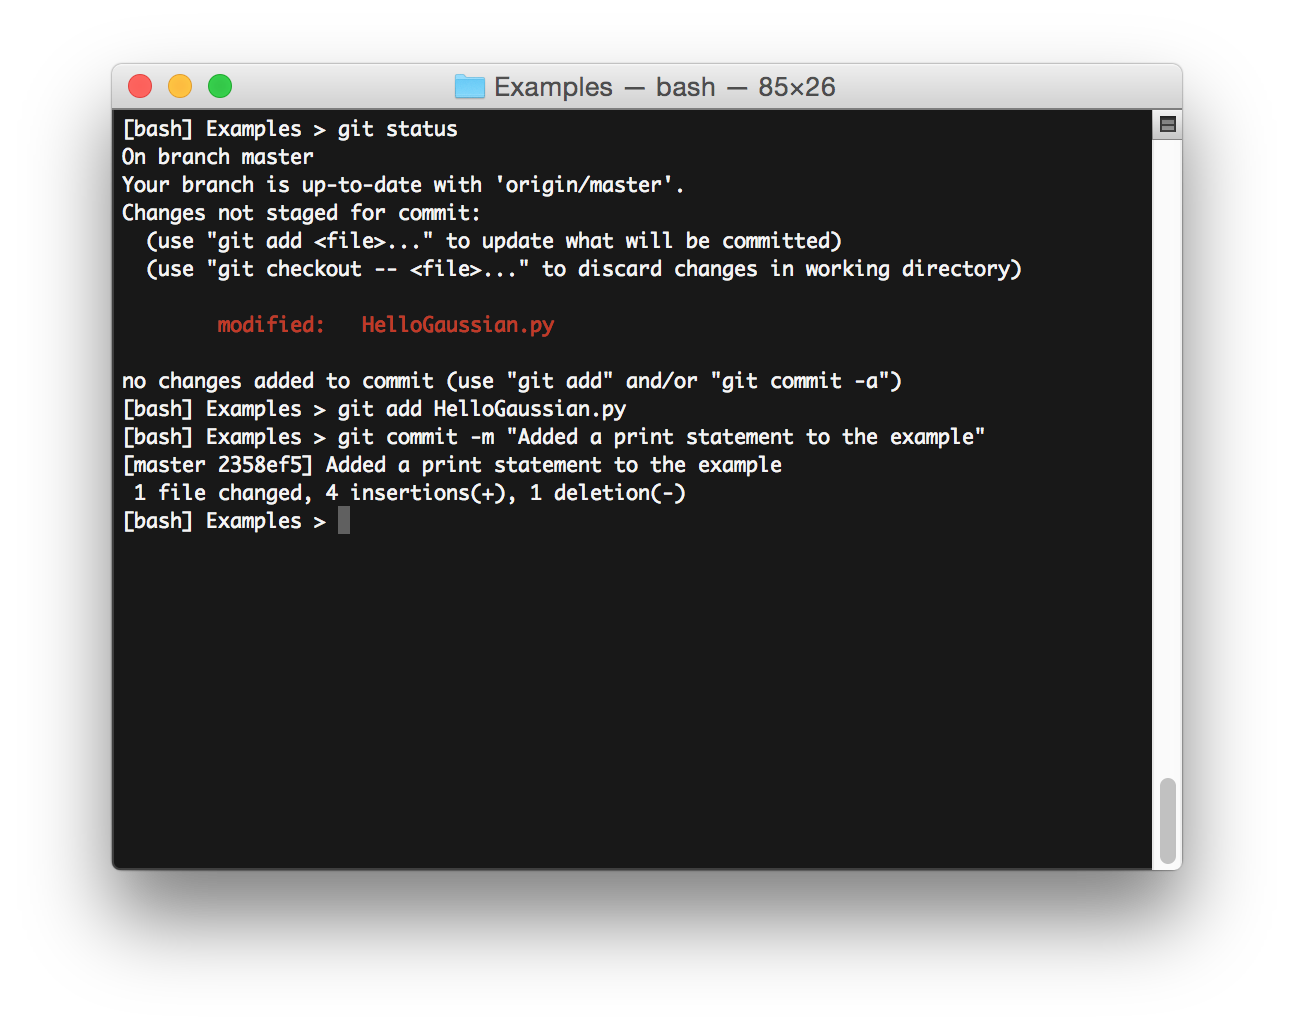 Examples — bash — 85×26
[bash] Examples > git status
On branch master
Your branch is up-to-date with 'origin/master'.
Changes not staged for commit:
  (use "git add <file>..." to update what will be committed)
  (use "git checkout -- <file>..." to discard changes in working directory)
        modified:   HelloGaussian.py
no changes added to commit (use "git add" and/or "git commit -a")
[bash] Examples > git add HelloGaussian.py
[bash] Examples > git commit -m "Added a print statement to the example"
[master 2358ef5] Added a print statement to the example
 1 file changed, 4 insertions(+), 1 deletion(-)
[bash] Examples >